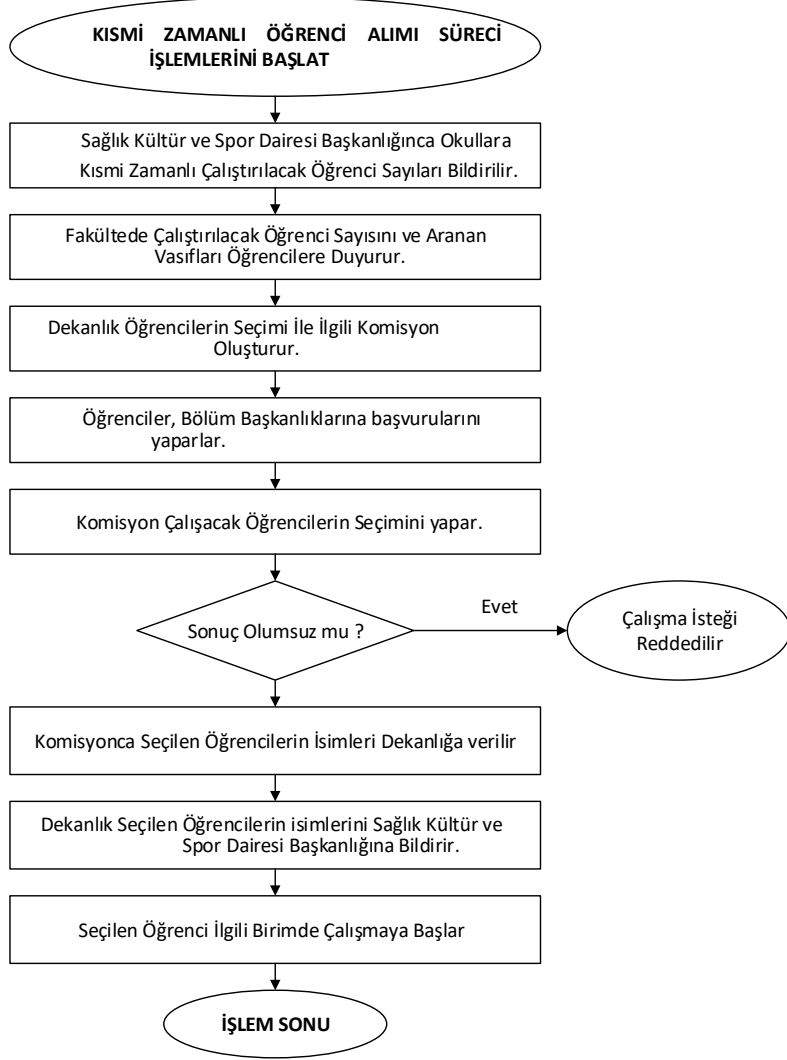 KISMİ ZAMANLI ÖĞRENCİ ALIMI SÜRECİ
İŞLEMLERİNİ BAŞLAT
Sağlık Kültür ve Spor Dairesi Başkanlığınca Okullara
Kısmi Zamanlı Çalıştırılacak Öğrenci Sayıları Bildirilir.
Fakültede Çalıştırılacak Öğrenci Sayısını ve Aranan
Vasıfları Öğrencilere Duyurur.
Dekanlık Öğrencilerin Seçimi İle İlgili Komisyon
Oluşturur.
Öğrenciler, Bölüm Başkanlıklarına başvurularını
yaparlar.
Komisyon Çalışacak Öğrencilerin Seçimini yapar.
Sonuç Olumsuz mu ?
Evet
Çalışma İsteği
Reddedilir
Komisyonca Seçilen Öğrencilerin İsimleri Dekanlığa verilir
Dekanlık Seçilen Öğrencilerin isimlerini Sağlık Kültür ve
Spor Dairesi Başkanlığına Bildirir.
Seçilen Öğrenci İlgili Birimde Çalışmaya Başlar
İŞLEM SONU